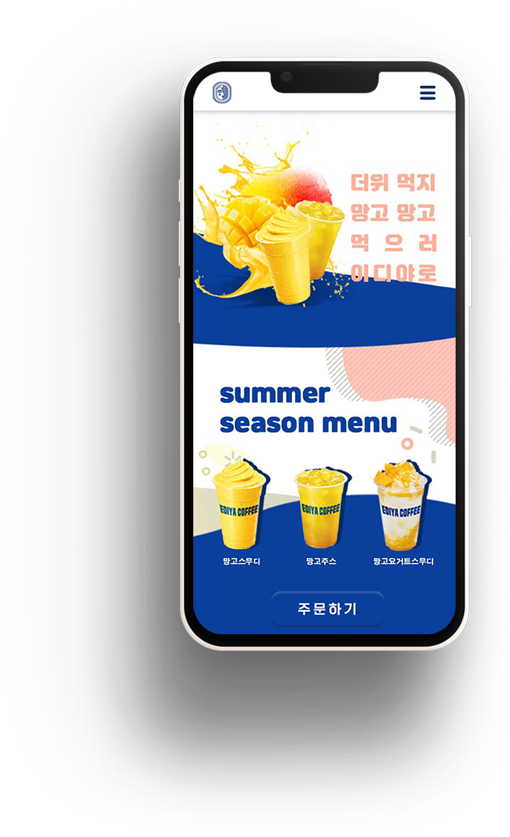 더위 먹지
망고 망고
먹 으 러
이디야로
summer
season menu
EDIYA COFFEE
EDIYA COFFEE
EDIYA COFFEE
망고스무디
망고주스
망고요거트스무디
주문하기